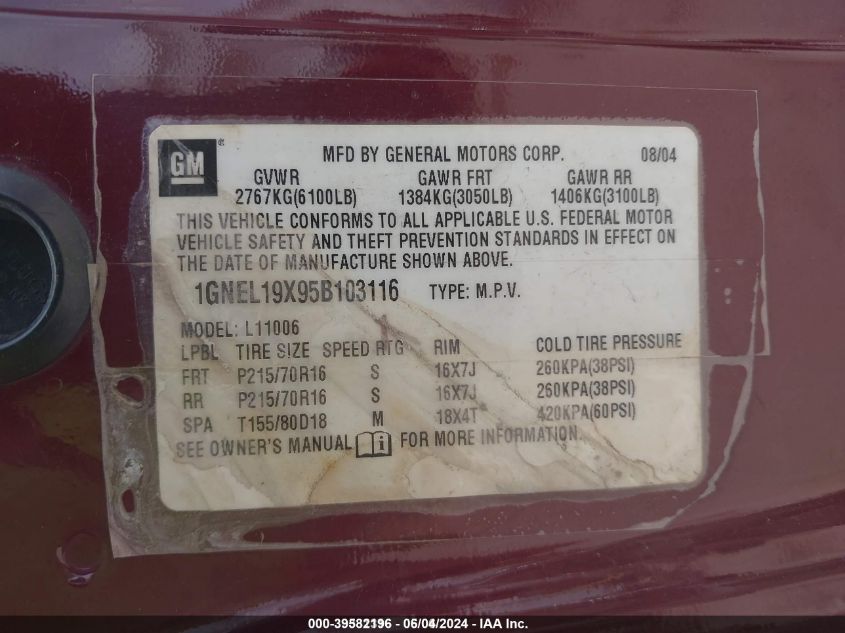 GM® MFD BY GENERAL MOTORS CORP. 08/04
GVWR GAWR FRT GAWR RR
2767KG(6100LB) 1384KG(3050LB) 1406KG(3100LB)
THIS VEHICLE CONFORMS TO ALL APPLICABLE U.S. FEDERAL MOTOR
VEHICLE SAFETY AND THEFT PREVENTION STANDARDS IN EFFECT ON
THE DATE OF MANUFACTURE SHOWN ABOVE.
1GNEL19X95B103116 TYPE: M.P.V.
MODEL: L11006
LPBL TIRE SIZE SPEED RTG RIM COLD TIRE PRESSURE
FRT P215/70R16 S 16X7J 260KPA(38PSI)
RR P215/70R16 S 16X7J 260KPA(38PSI)
SPA T155/80D18 M 18X4T 420KPA(60PSI)
SEE OWNER'S MANUAL FOR MORE INFORMATION
000-39582196 - 06/04/2024 - IAA Inc.